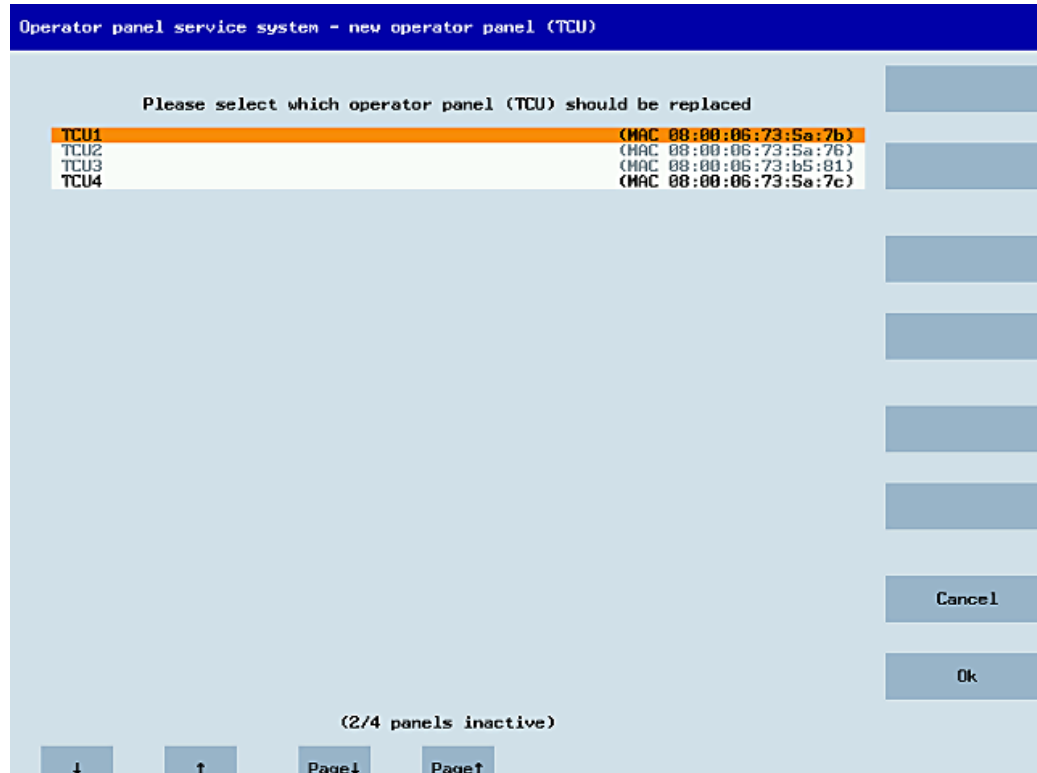 Operator panel service system - new operator panel (TCU)
Please select which operator panel (TCU) should be replaced
TCU1 (MAC 08:00:06:73:5a:7b)
TCU2 (MAC 08:00:06:73:5a:76)
TCU3 (MAC 08:00:06:73:b5:81)
TCU4 (MAC 08:00:06:73:5a:7c)
Cancel
Ok
(2/4 panels inactive)
↓ ↑ Page↓ Page↑